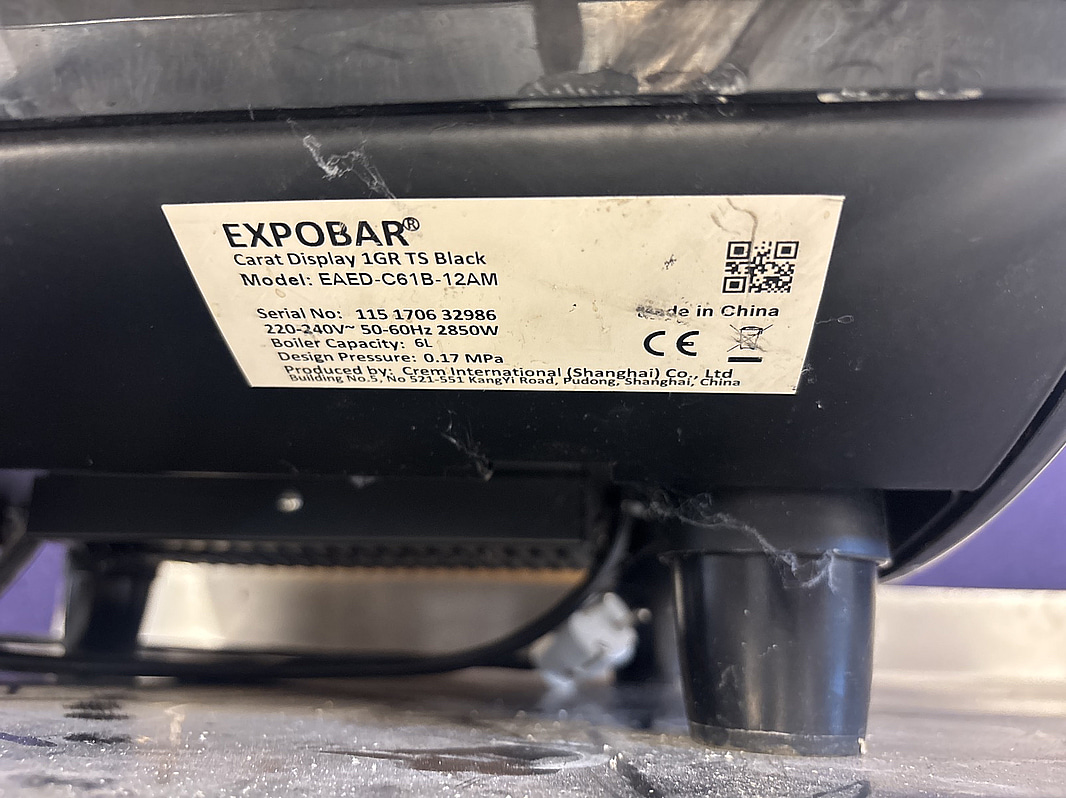 EXPOBAR®
Carat Display 1GR TS Black
Model: EAED-C61B-12AM
Serial No: 115 1706 32986
220-240V~ 50-60Hz 2850W
Boiler Capacity: 6L
Design Pressure: 0.17 MPa
Produced by: Crem International (Shanghai) Co., Ltd
Building No.5, No 521-551 KangYi Road, Pudong, Shanghai, China
Made in China
CE